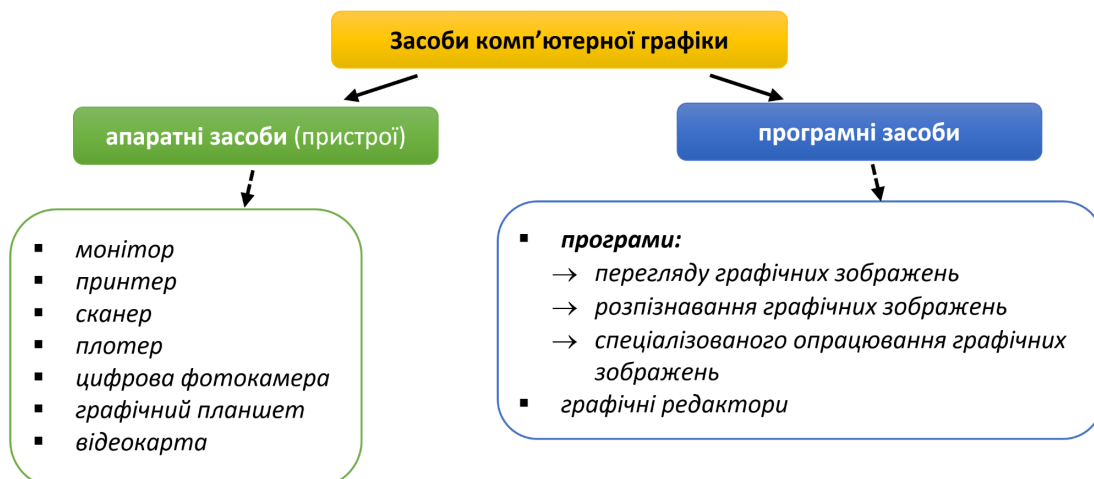 Засоби комп’ютерної графіки
апаратні засоби (пристрої)
програмні засоби
▪ монітор
▪ принтер
▪ сканер
▪ плотер
▪ цифрова фотокамера
▪ графічний планшет
▪ відеокарта
▪ програми:
→ перегляду графічних зображень
→ розпізнавання графічних зображень
→ спеціалізованого опрацювання графічних
зображень
▪ графічні редактори